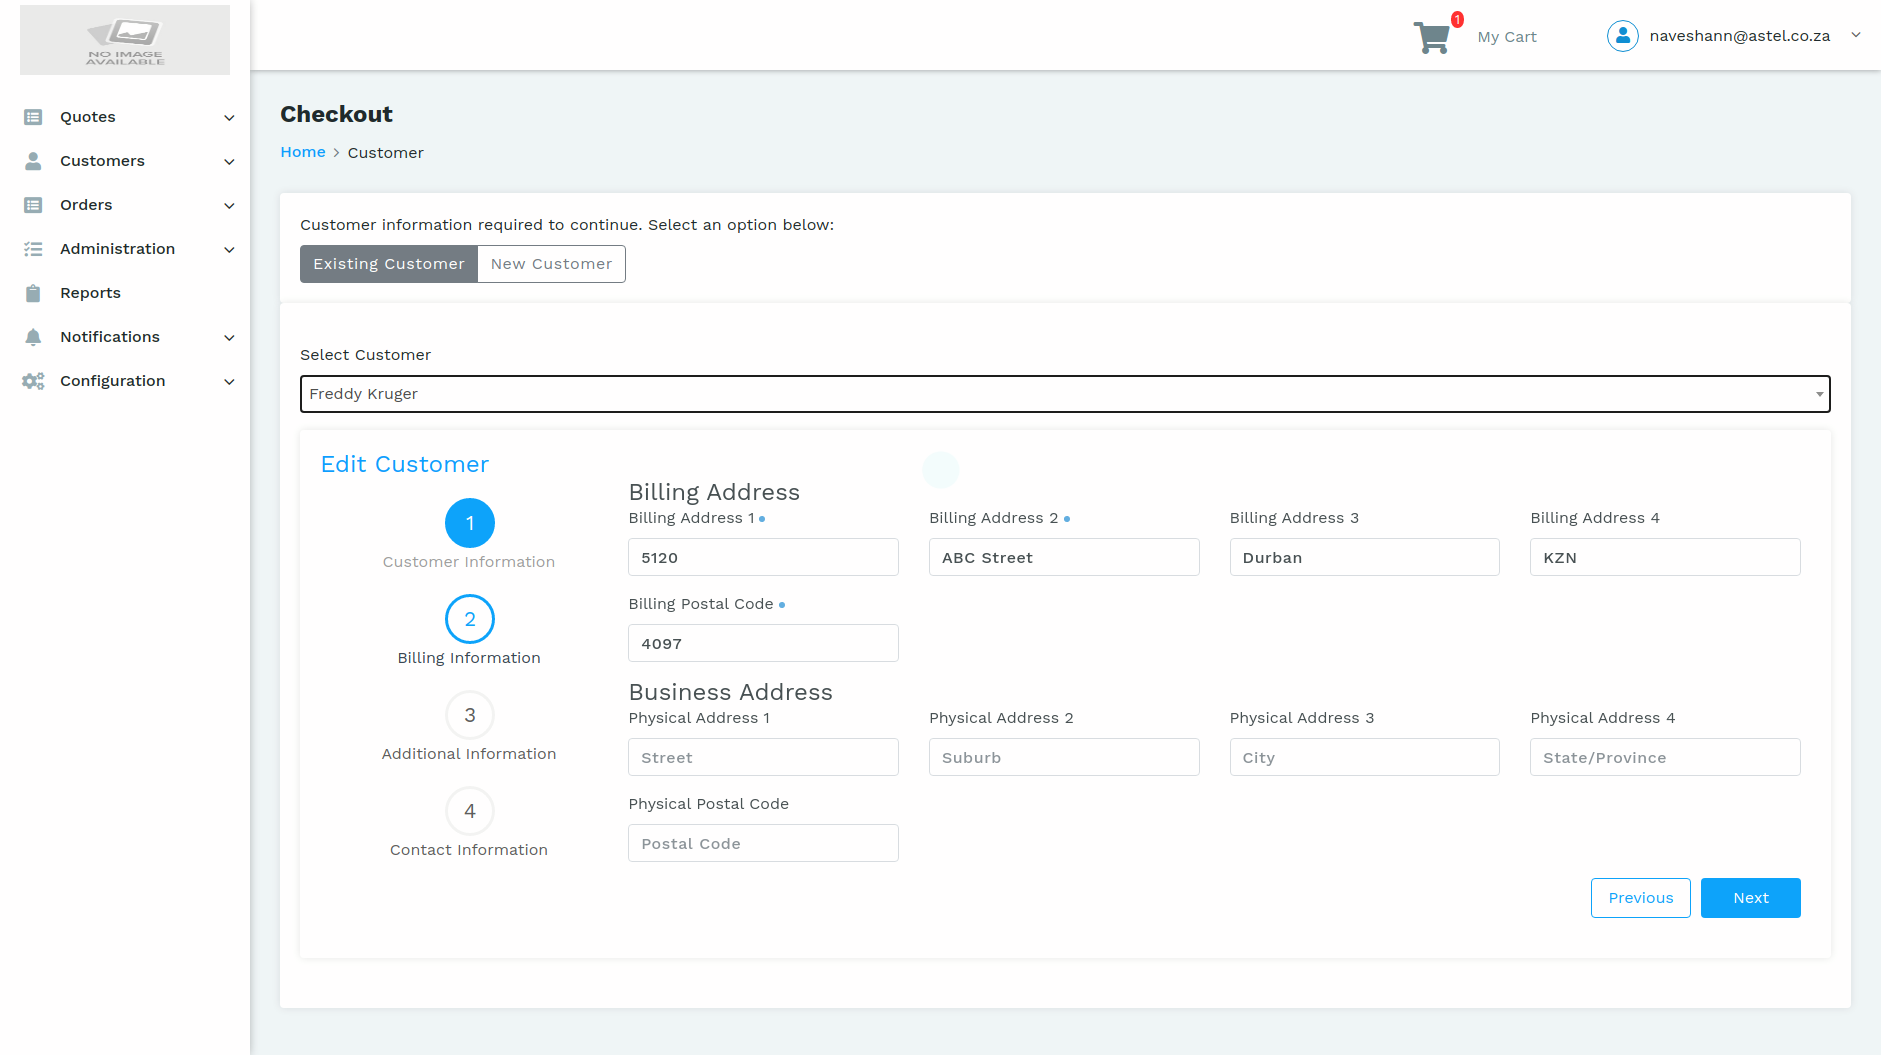 NO IMAGE
AVAILABLE
1
My Cart
naveshann@astel.co.za
Quotes
Customers
Orders
Administration
Reports
Notifications
Configuration
Checkout
Home > Customer
Customer information required to continue. Select an option below:
Existing Customer New Customer
Select Customer
Freddy Kruger
Edit Customer
1
Customer Information
2
Billing Information
3
Additional Information
4
Contact Information
Billing Address
Billing Address 1 Billing Address 2 Billing Address 3 Billing Address 4
5120 ABC Street Durban KZN
Billing Postal Code
4097
Business Address
Physical Address 1 Physical Address 2 Physical Address 3 Physical Address 4
Street Suburb City State/Province
Physical Postal Code
Postal Code
Previous Next